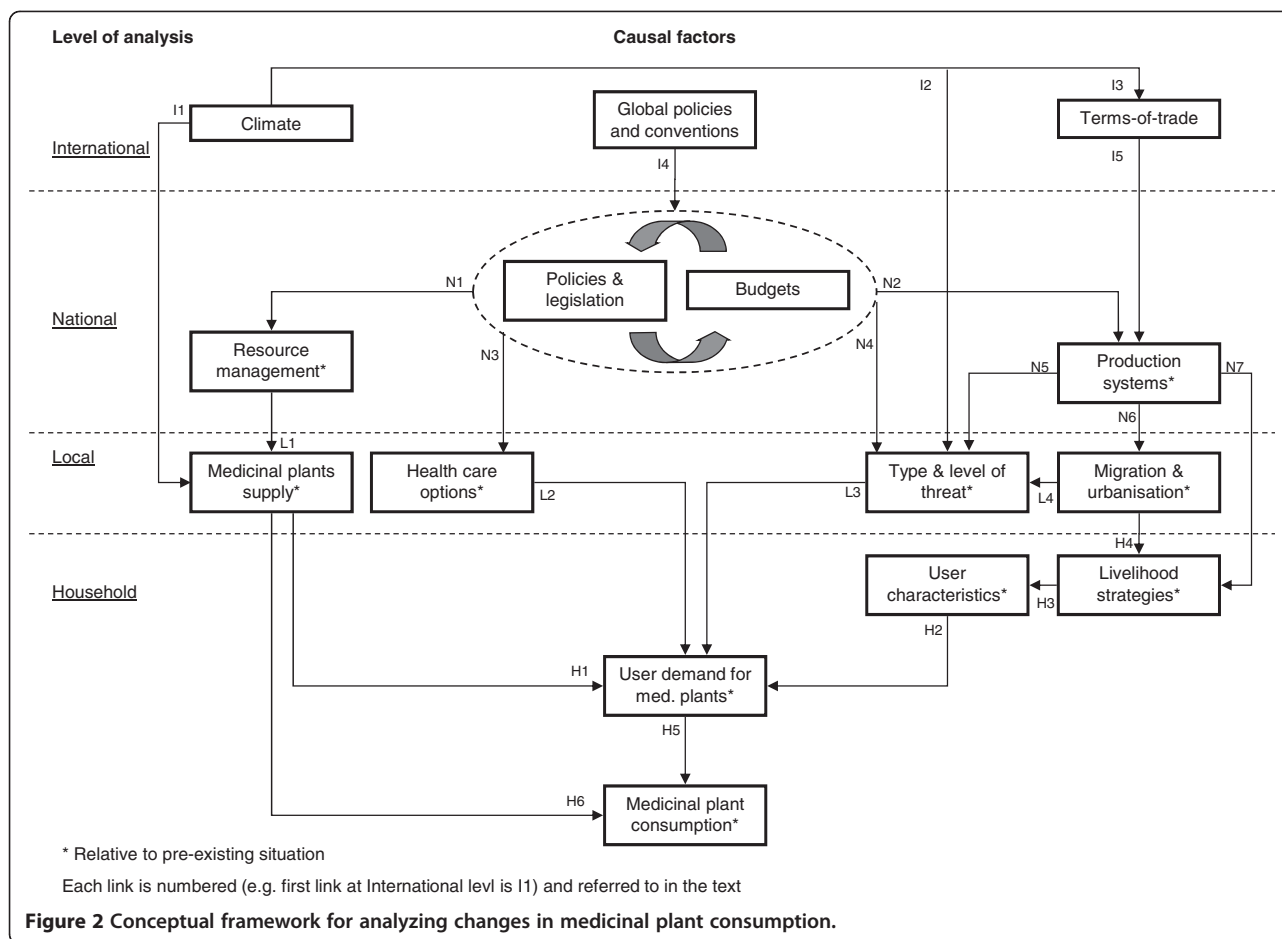 Level of analysis
Causal factors
I1
I2
I3
Climate
Global policies
and conventions
Terms-of-trade
International
I4
I5
N1
Policies &
legislation
Budgets
N2
National
Resource
management*
N3
N4
Production
systems*
N5
N7
N6
Local
L1
Medicinal plants
supply*
Health care
options*
L2
L3
Type & level of
threat*
L4
Migration &
urbanisation*
H4
Household
User
characteristics*
H3
Livelihood
strategies*
H2
H1
User demand for
med. plants*
H5
H6
Medicinal plant
consumption*
* Relative to pre-existing situation
Each link is numbered (e.g. first link at International levl is I1) and referred to in the text
Figure 2 Conceptual framework for analyzing changes in medicinal plant consumption.